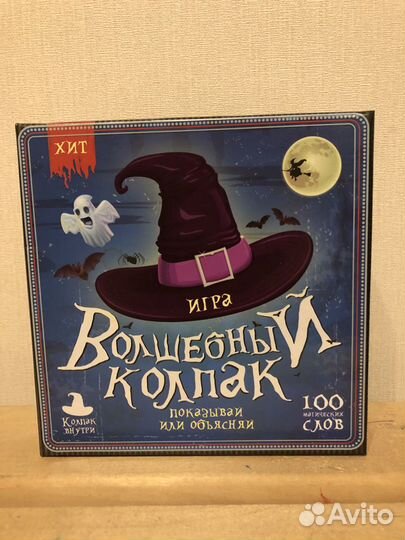 ХИТ
ИГРА
ВОЛШЕБНЫЙ
КОЛПАК
ПОКАЗЫВАЙ
ИЛИ ОБЪЯСНЯЙ
КОЛПАК
ВНУТРИ
100
МАГИЧЕСКИХ
СЛОВ
Avito